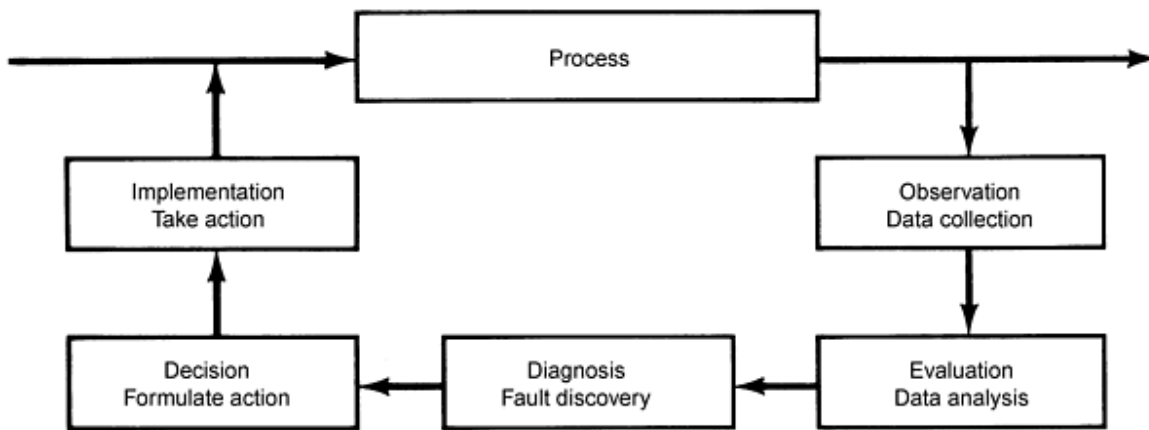 Process
Implementation
Take action
Observation
Data collection
Decision
Formulate action
Diagnosis
Fault discovery
Evaluation
Data analysis